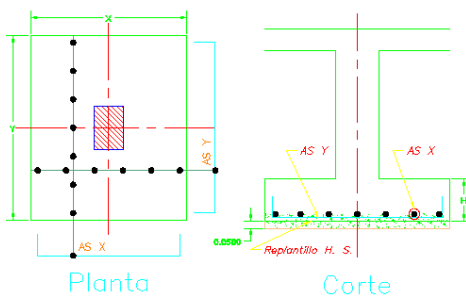 X
Y
AS Y
AS X
Planta
AS Y
AS X
H
0.0500
Replantillo H. S.
Corte